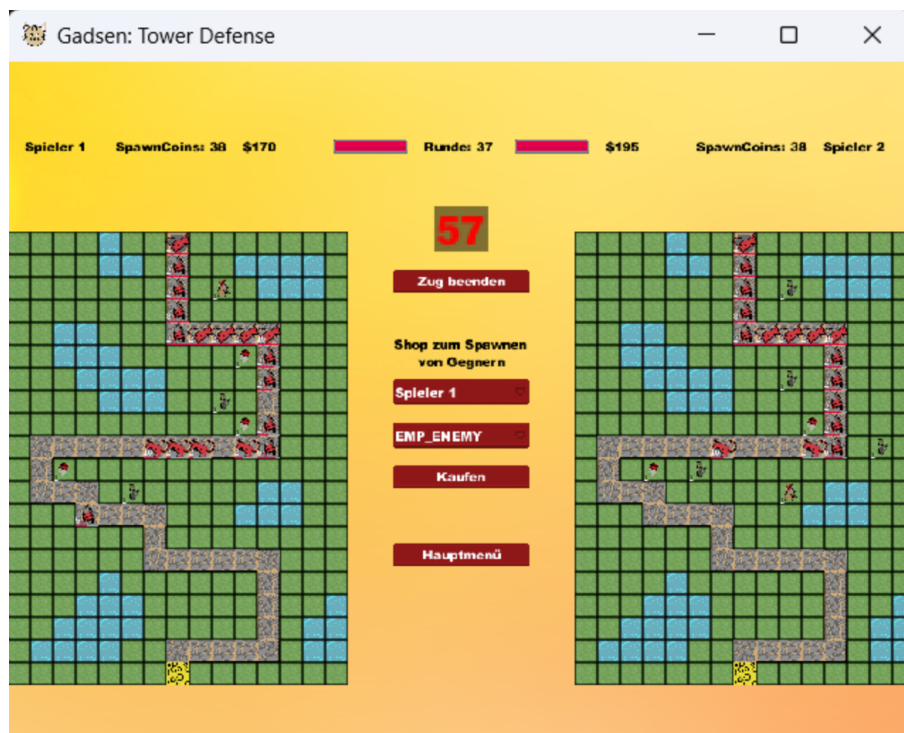 Gadsen: Tower Defense
Spieler 1 SpawnCoins: 38 $170 Runde: 37 $195 SpawnCoins: 38 Spieler 2
57
Zug beenden
Shop zum Spawnen
von Gegnern
Spieler 1
EMP_ENEMY
Kaufen
Hauptmenü